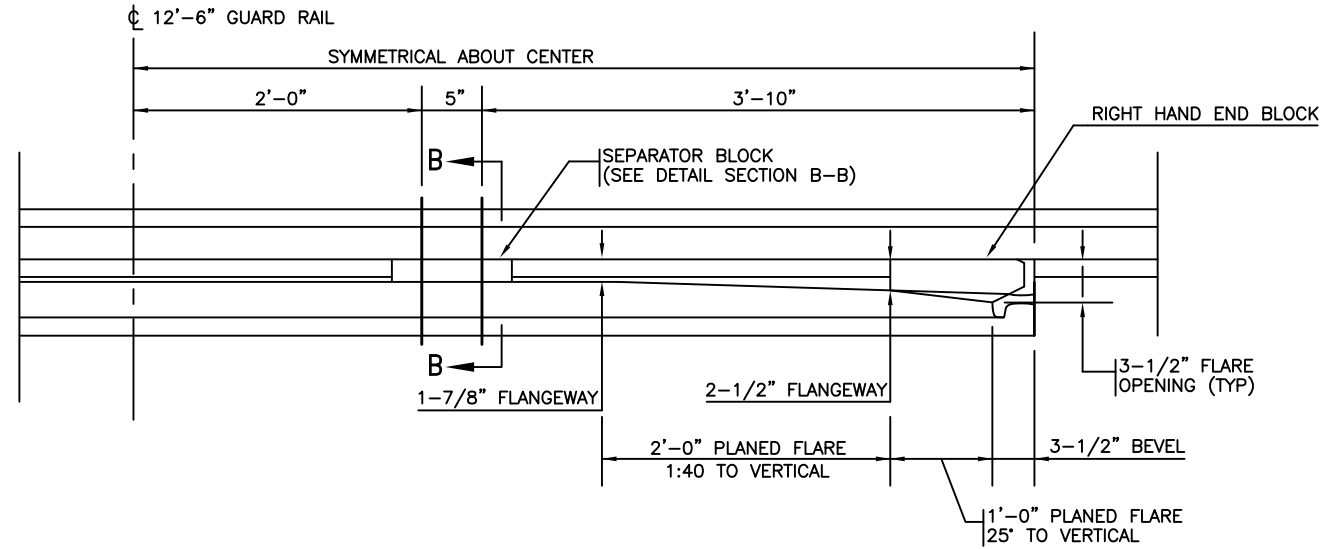 ℄ 12'-6" GUARD RAIL
SYMMETRICAL ABOUT CENTER
2'-0"
5"
3'-10"
RIGHT HAND END BLOCK
B
SEPARATOR BLOCK
(SEE DETAIL SECTION B-B)
B
1-7/8" FLANGEWAY
2-1/2" FLANGEWAY
3-1/2" FLARE
OPENING (TYP)
2'-0" PLANED FLARE
1:40 TO VERTICAL
3-1/2" BEVEL
1'-0" PLANED FLARE
25° TO VERTICAL